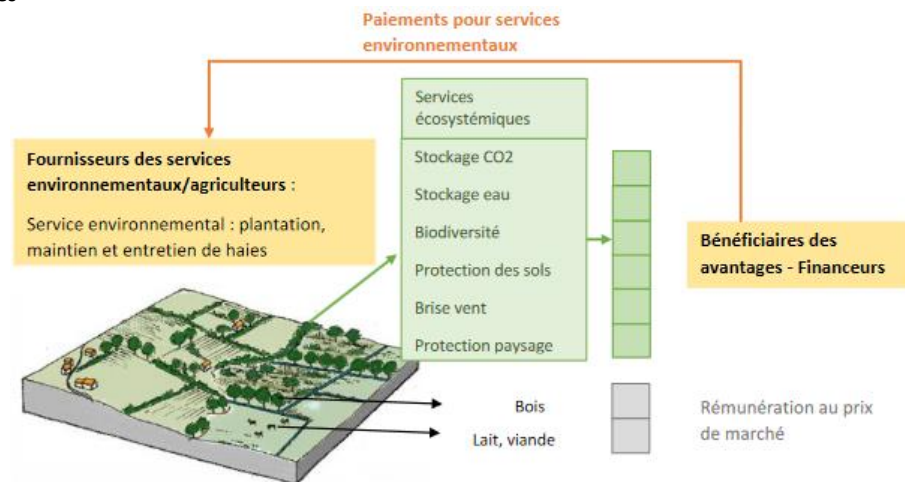 Paiements pour services
environnementaux
Services
écosystémiques
Fournisseurs des services
environnementaux/agriculteurs :
Service environnemental : plantation,
maintien et entretien de haies
Stockage CO2
Stockage eau
Biodiversité
Protection des sols
Brise vent
Protection paysage
Bénéficiaires des
avantages - Financeurs
Bois
Lait, viande
Rémunération au prix
de marché